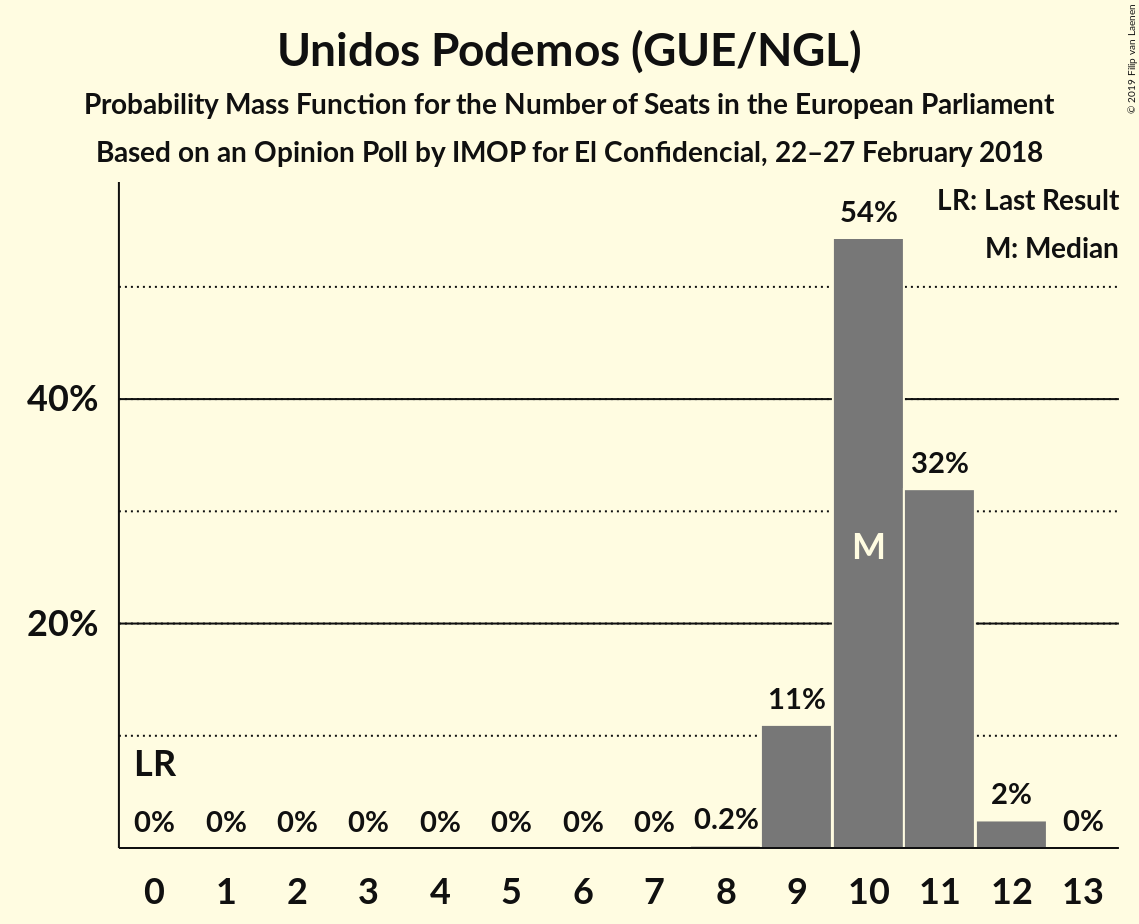 Unidos Podemos (GUE/NGL)
Probability Mass Function for the Number of Seats in the European Parliament
Based on an Opinion Poll by IMOP for El Confidencial, 22–27 February 2018
© 2019 Filip van Laenen
LR: Last Result
M: Median
54%
40%
32%
M
20%
11%
LR
2%
0% 0% 0% 0% 0% 0% 0% 0% 0.2% 0%
0 1 2 3 4 5 6 7 8 9 10 11 12 13